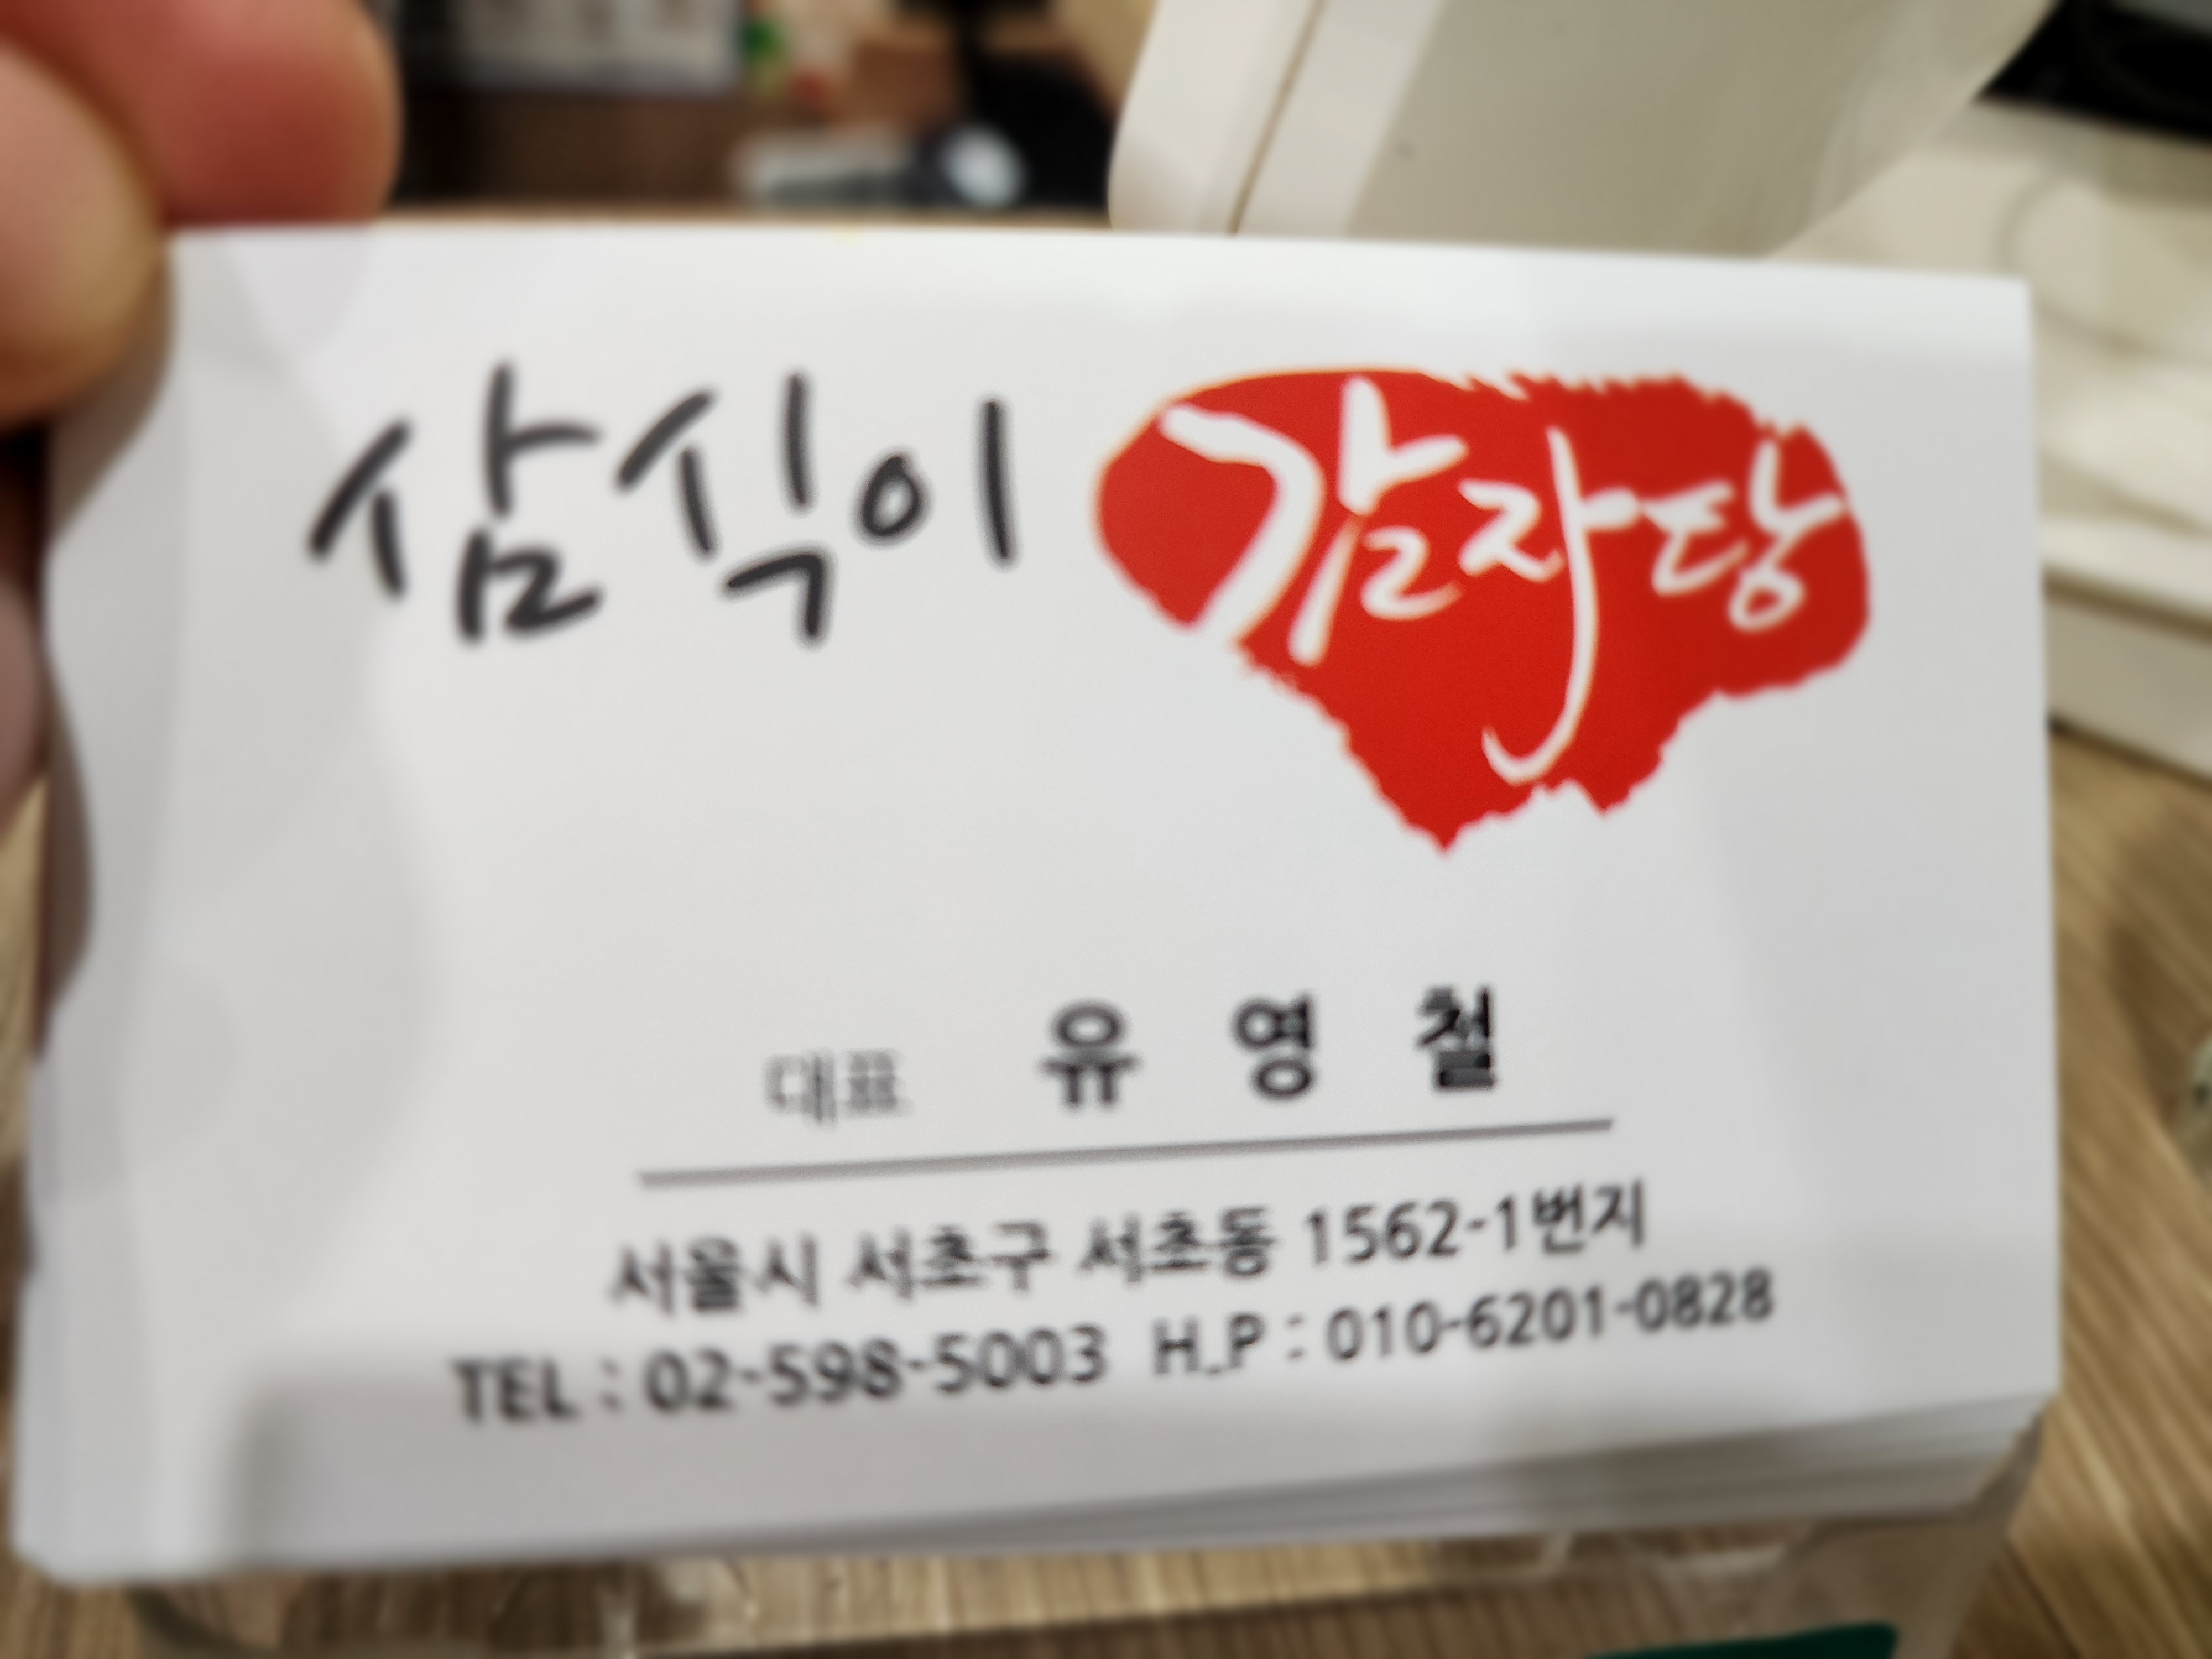 삼식이 감자탕
대표 유 영 철
서울시 서초구 서초동 1562-1번지
TEL : 02-598-5003 H.P : 010-6201-0828